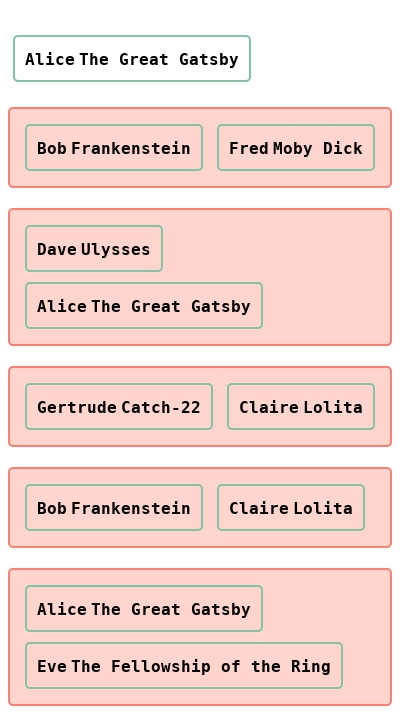 Alice The Great Gatsby
Bob Frankenstein Fred Moby Dick
Dave Ulysses
Alice The Great Gatsby
Gertrude Catch-22 Claire Lolita
Bob Frankenstein Claire Lolita
Alice The Great Gatsby
Eve The Fellowship of the Ring